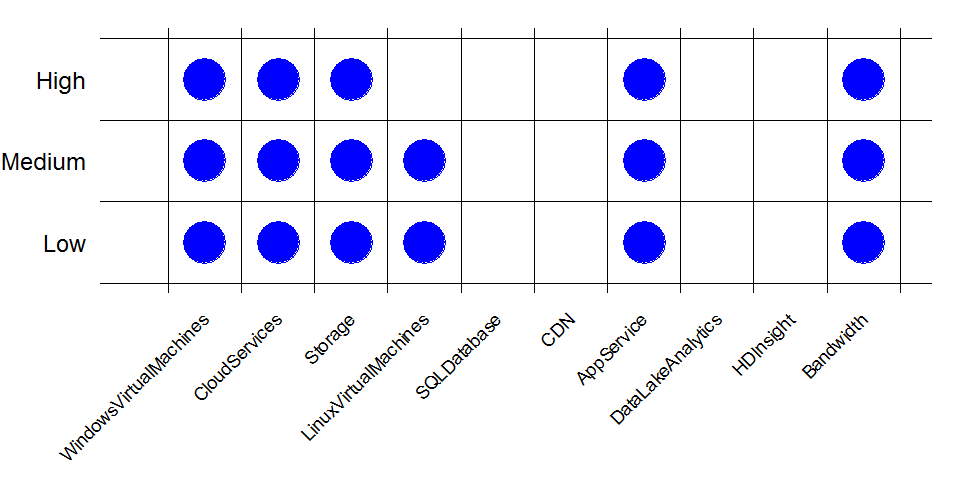 High
Medium
Low
WindowsVirtualMachines
CloudServices
Storage
LinuxVirtualMachines
SQLDatabase
CDN
AppService
DataLakeAnalytics
HDInsight
Bandwidth